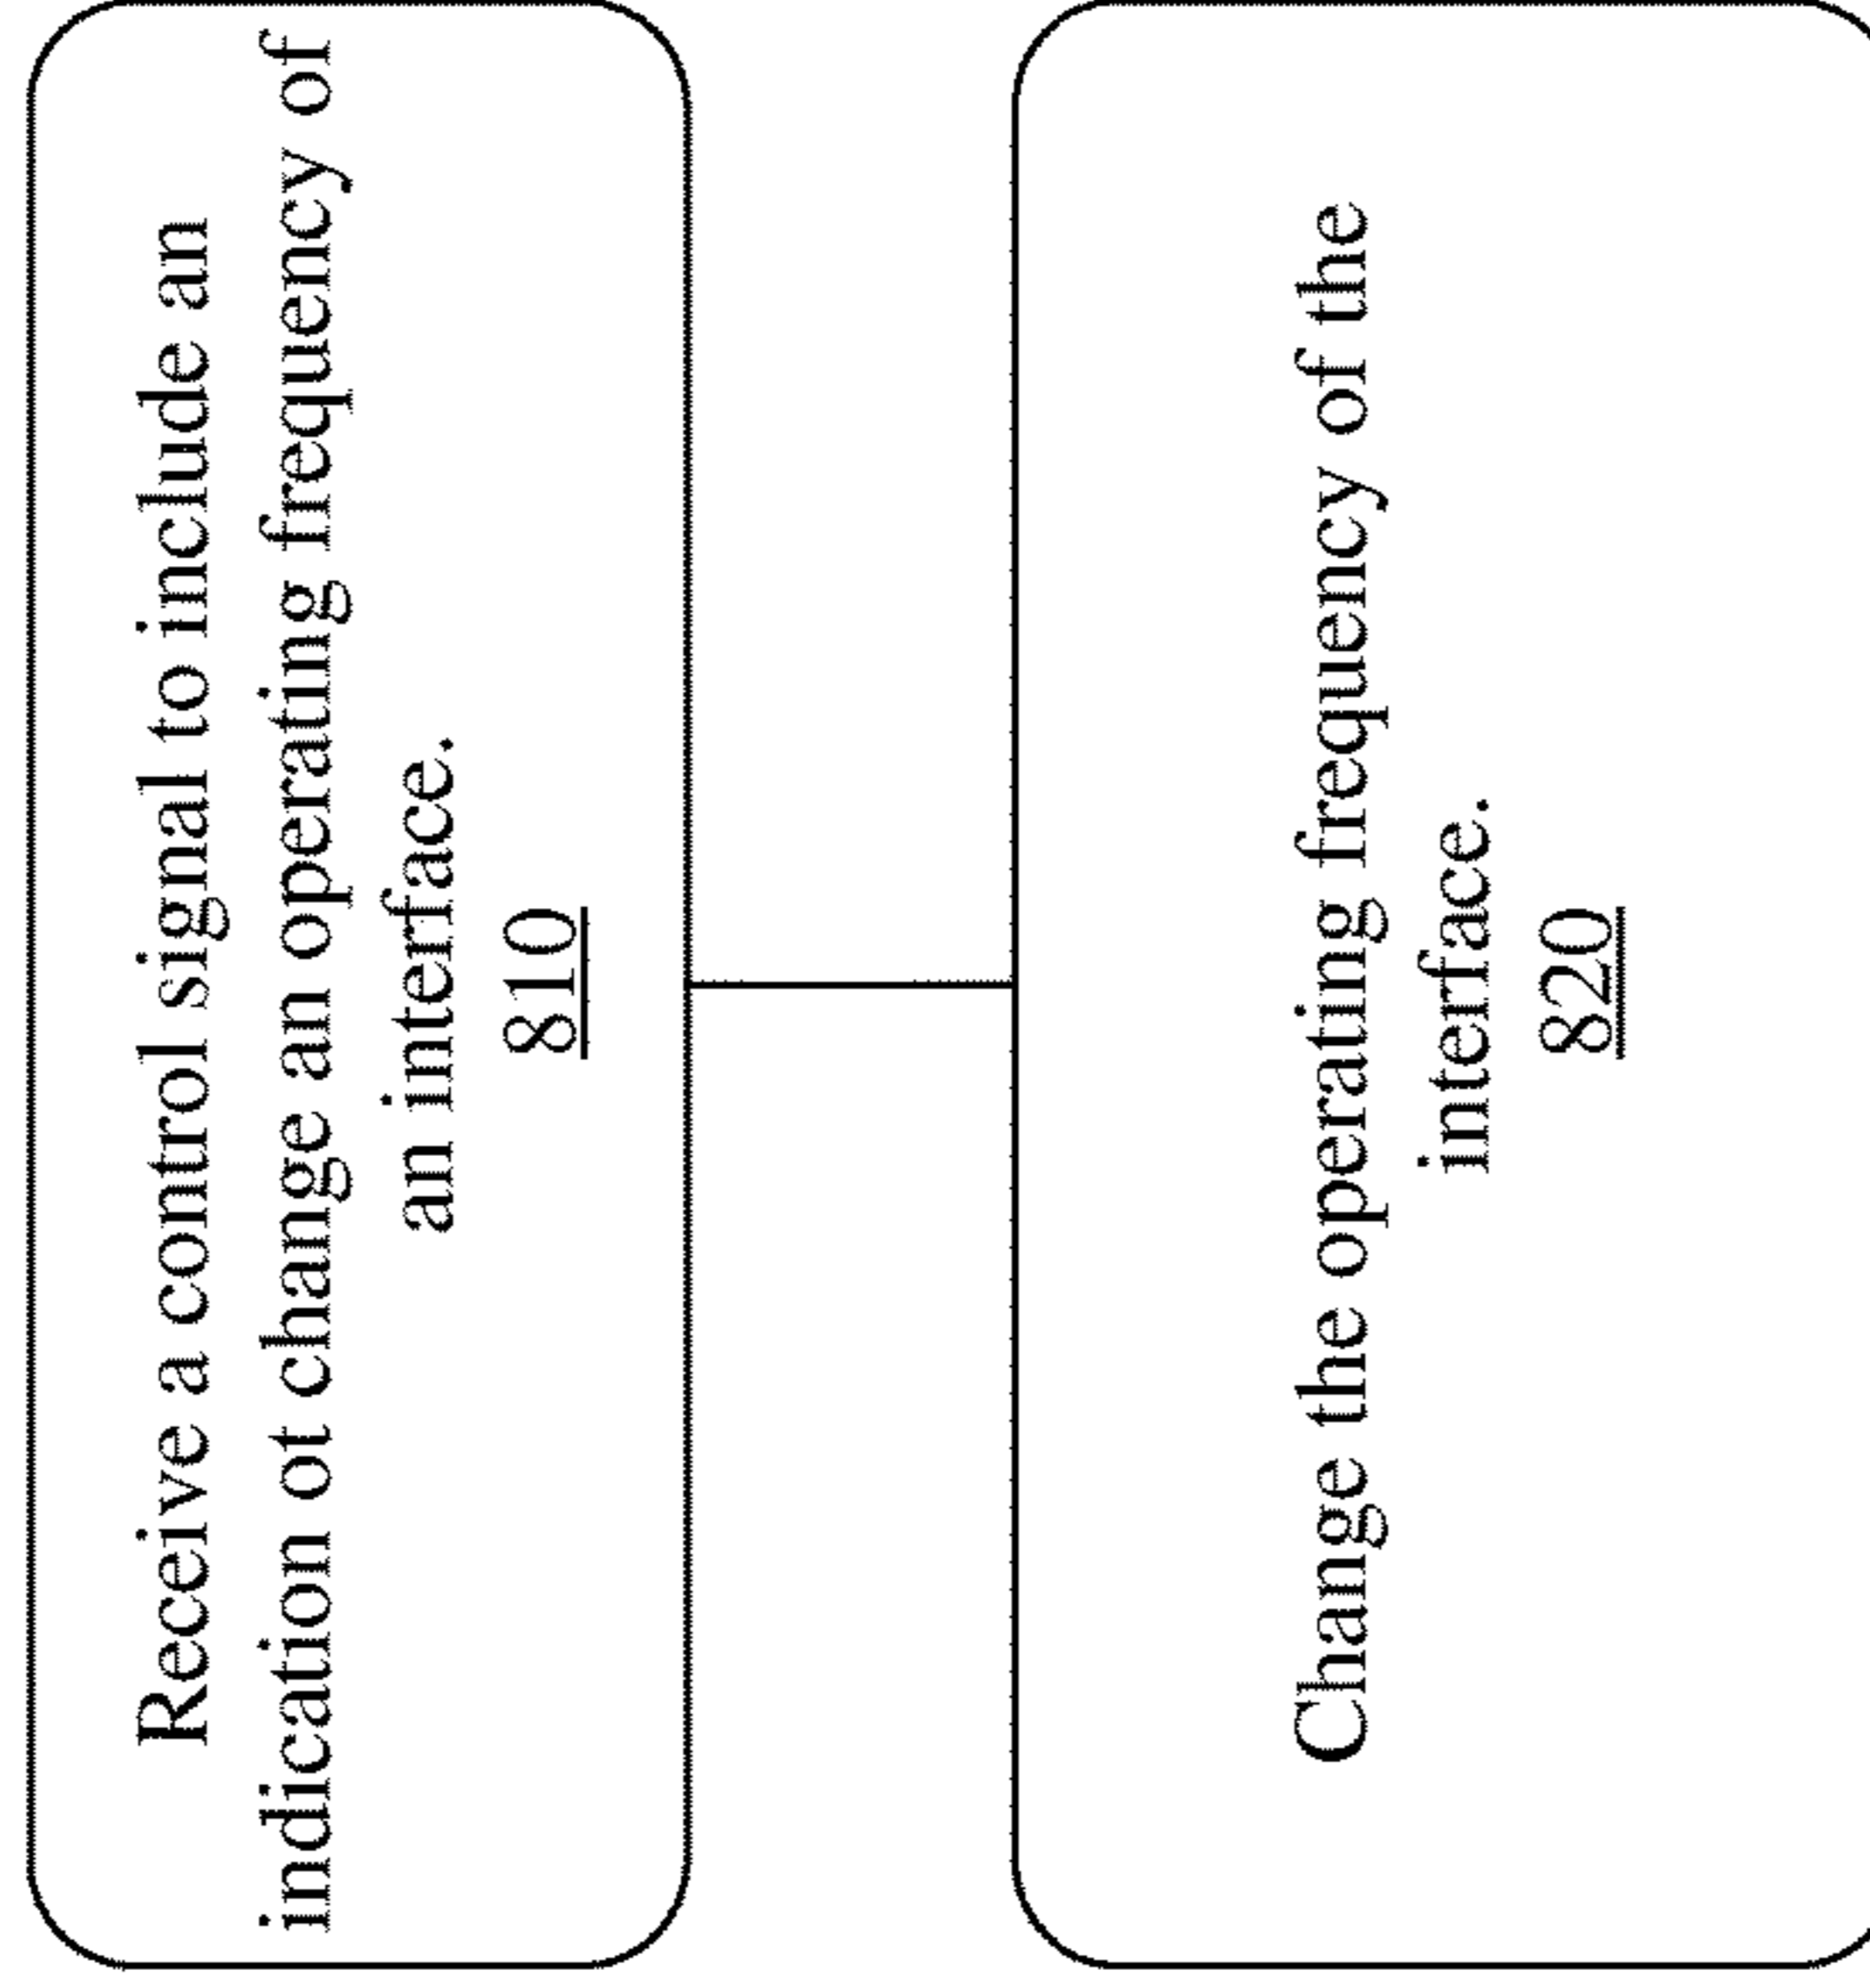 Receive a control signal to include an
indication ot change an operating frequency of
an interface.
810
Change the operating frequency of the
interface.
820